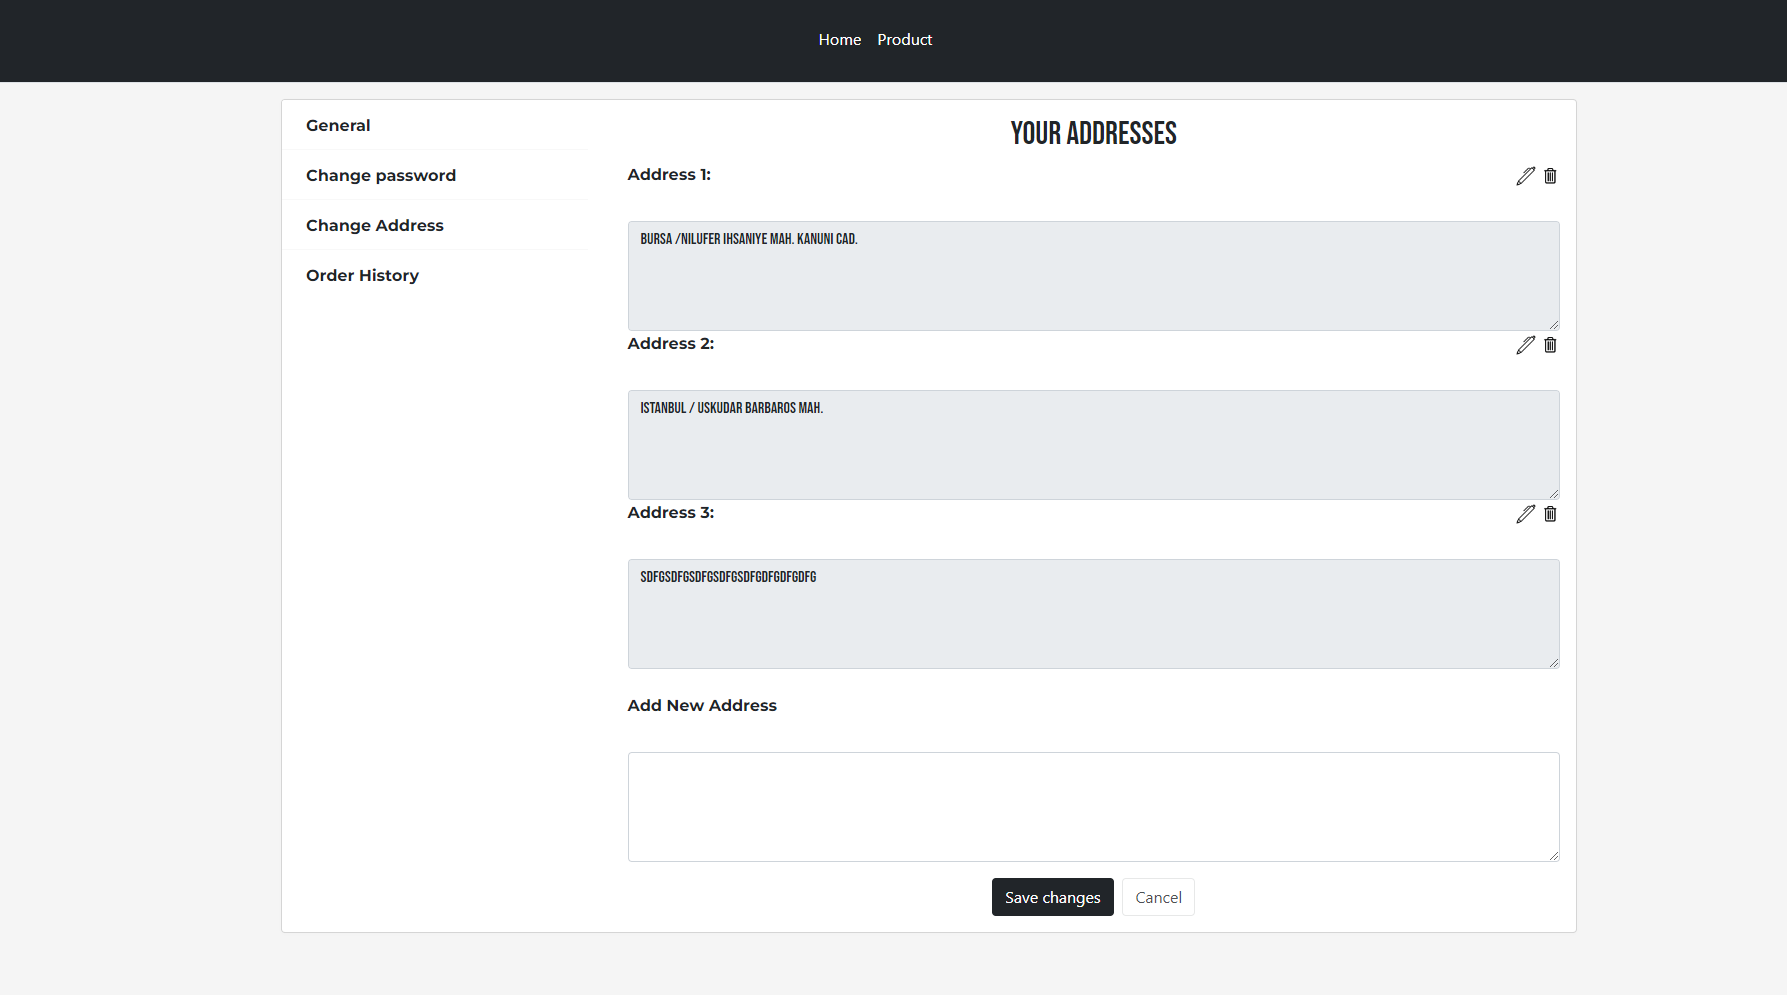 Home Product
General
Change password
Change Address
Order History
YOUR ADDRESSES
Address 1:
BURSA /NILUFER IHSANIYE MAH. KANUNI CAD.
Address 2:
ISTANBUL / USKUDAR BARBAROS MAH.
Address 3:
SDFGSDFGSDFGSDFGSDFGDFGDFGDFG
Add New Address
Save changes Cancel